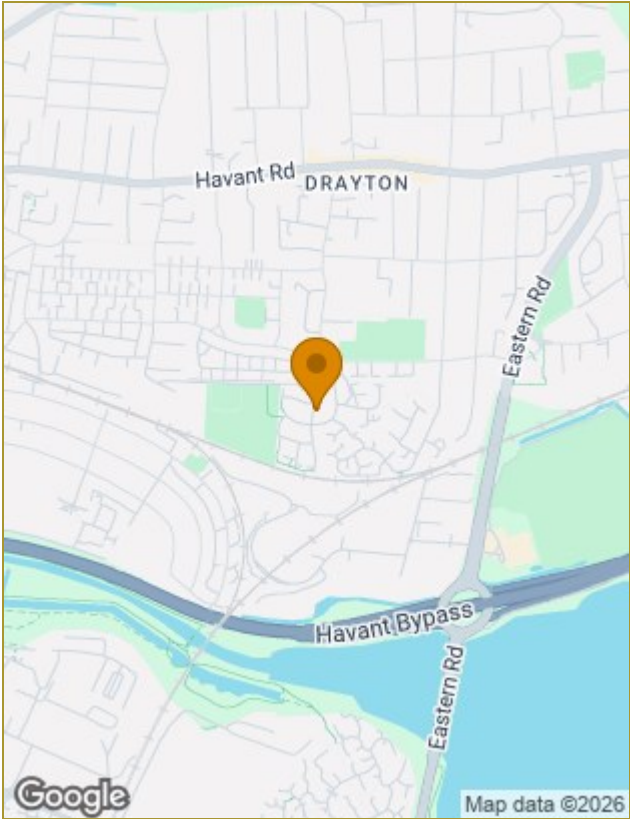 Havant Rd
DRAYTON
Eastern Rd
Havant Bypass
Eastern Rd
Google
Map data ©2026